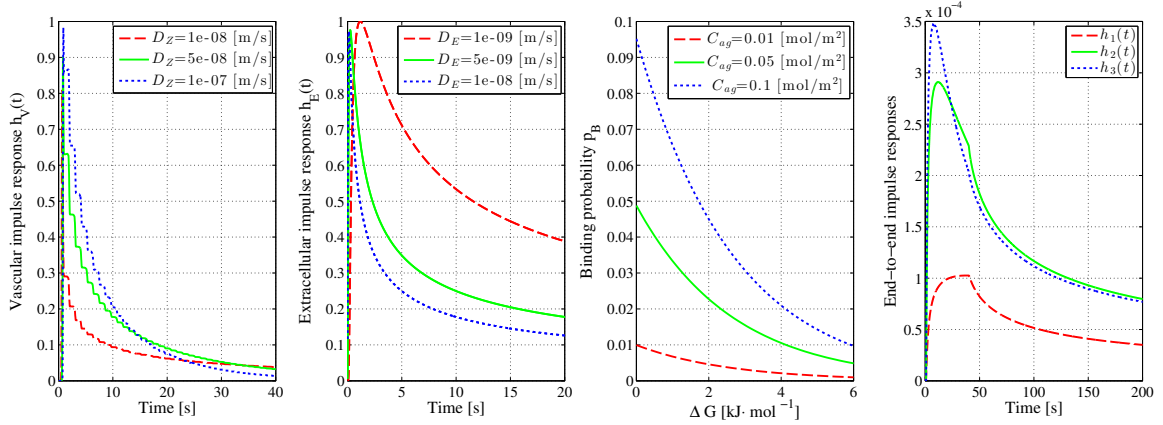 Vascular impulse response h_V(t)
1
0.9
0.8
0.7
0.6
0.5
0.4
0.3
0.2
0.1
0
D_Z=1e-08 [m/s]
D_Z=5e-08 [m/s]
D_Z=1e-07 [m/s]
0 10 20 30 40
Time [s]
Extracellular impulse response h_E(t)
1
0.9
0.8
0.7
0.6
0.5
0.4
0.3
0.2
0.1
0
D_E=1e-09 [m/s]
D_E=5e-09 [m/s]
D_E=1e-08 [m/s]
0 5 10 15 20
Time [s]
Binding probability p_B
0.1
0.09
0.08
0.07
0.06
0.05
0.04
0.03
0.02
0.01
0
C_ag=0.01 [mol/m²]
C_ag=0.05 [mol/m²]
C_ag=0.1 [mol/m²]
0 2 4 6
Δ G [kJ· mol ⁻¹]
End−to−end impulse responses
x 10⁻⁴
3.5
3
2.5
2
1.5
1
0.5
0
h₁(t)
h₂(t)
h₃(t)
0 50 100 150 200
Time [s]